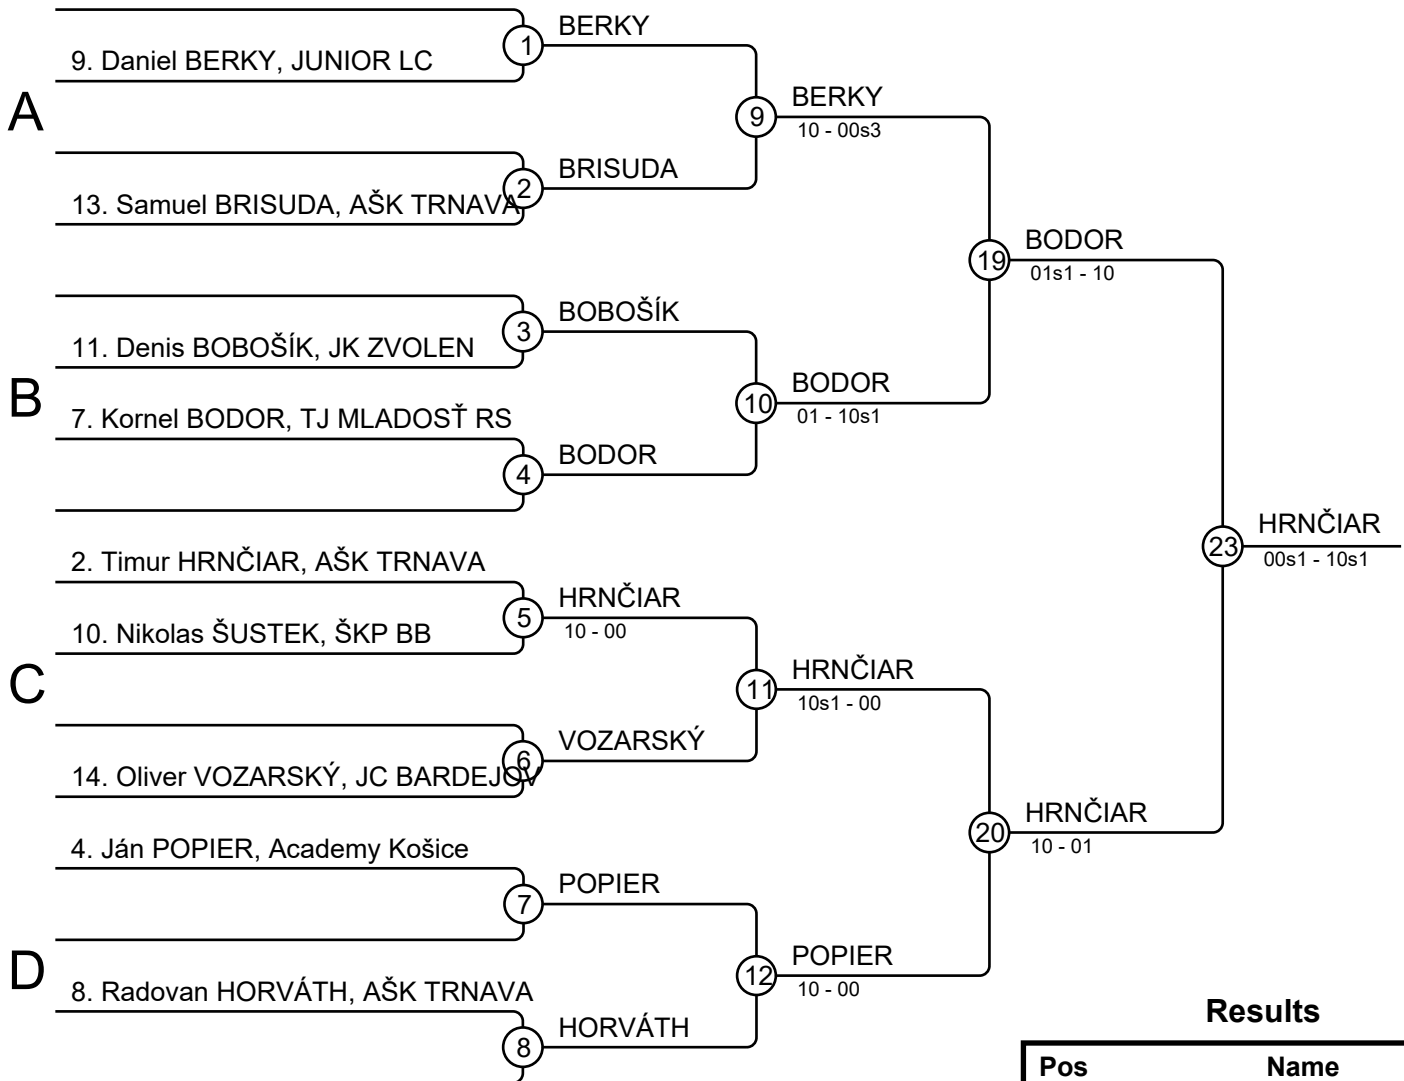 BERKY
1
9. Daniel BERKY, JUNIOR LC
A
BERKY
9
10 - 00s3
BRISUDA
2
13. Samuel BRISUDA, AŠK TRNAVA
BODOR
19
01s1 - 10
BOBOŠÍK
3
11. Denis BOBOŠÍK, JK ZVOLEN
B
BODOR
10
01 - 10s1
7. Kornel BODOR, TJ MLADOSŤ RS
BODOR
4
HRNČIAR
23
00s1 - 10s1
2. Timur HRNČIAR, AŠK TRNAVA
HRNČIAR
5
10 - 00
10. Nikolas ŠUSTEK, ŠKP BB
C
HRNČIAR
11
10s1 - 00
VOZARSKÝ
6
14. Oliver VOZARSKÝ, JC BARDEJOV
HRNČIAR
20
10 - 01
4. Ján POPIER, Academy Košice
POPIER
7
D
POPIER
12
10 - 00
8. Radovan HORVÁTH, AŠK TRNAVA
HORVÁTH
8
Results
Pos Name